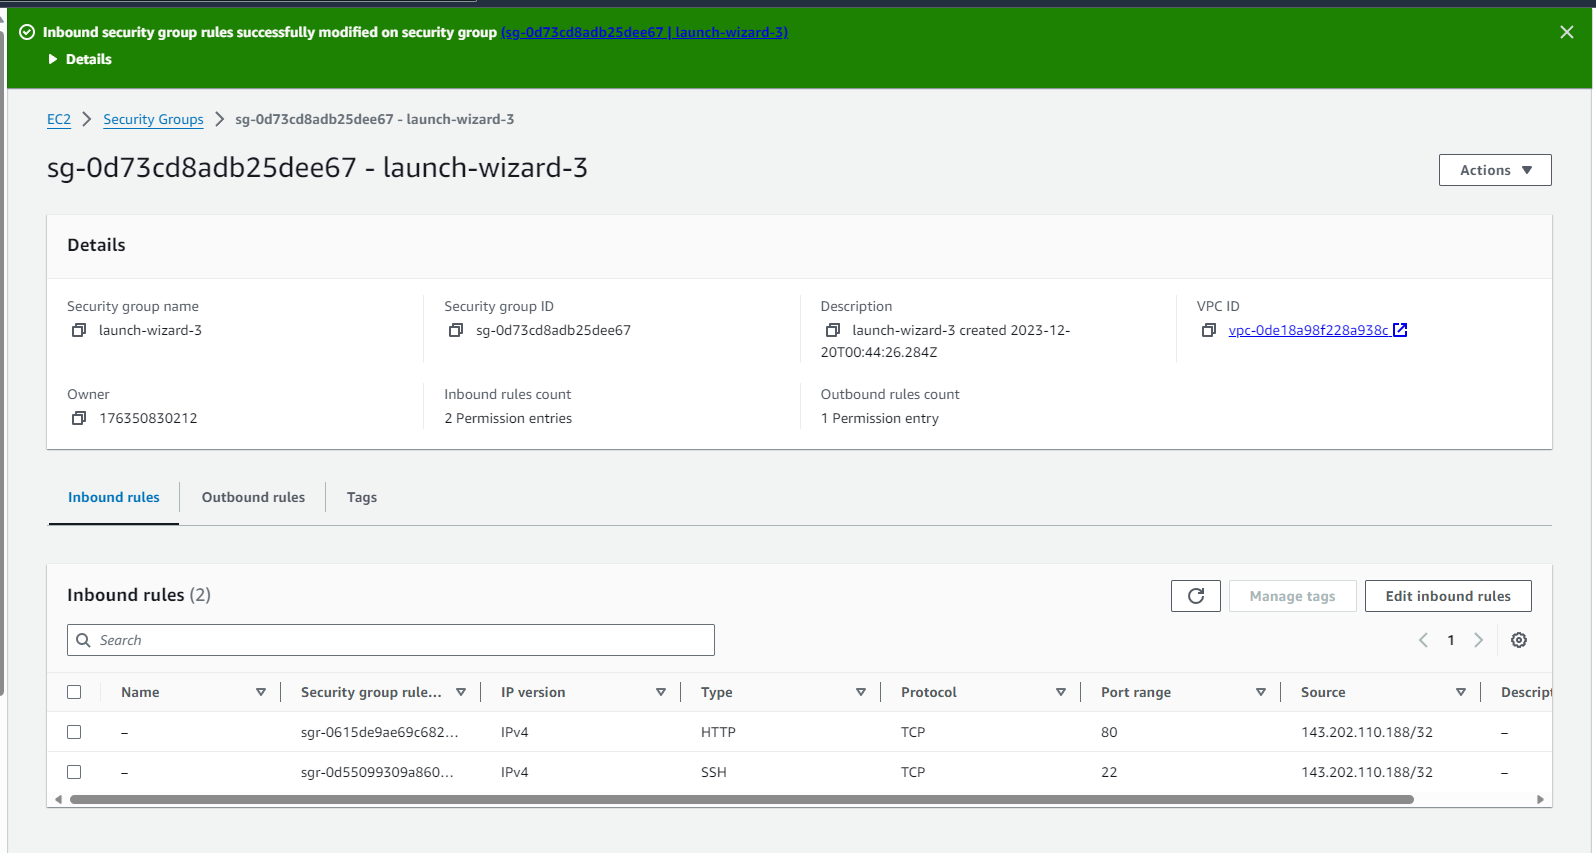 Inbound security group rules successfully modified on security group (sg-0d73cd8adb25dee67 | launch-wizard-3)
Details
EC2 > Security Groups > sg-0d73cd8adb25dee67 - launch-wizard-3
sg-0d73cd8adb25dee67 - launch-wizard-3
Actions
Details
Security group name
launch-wizard-3
Security group ID
sg-0d73cd8adb25dee67
Description
launch-wizard-3 created 2023-12-
20T00:44:26.284Z
VPC ID
vpc-0de18a98f228a938c
Owner
176350830212
Inbound rules count
2 Permission entries
Outbound rules count
1 Permission entry
Inbound rules Outbound rules Tags
Inbound rules (2)
Manage tags Edit inbound rules
Search
1
Name Security group rule... IP version Type Protocol Port range Source Descript
– sgr-0615de9ae69c682... IPv4 HTTP TCP 80 143.202.110.188/32 –
– sgr-0d55099309a860... IPv4 SSH TCP 22 143.202.110.188/32 –